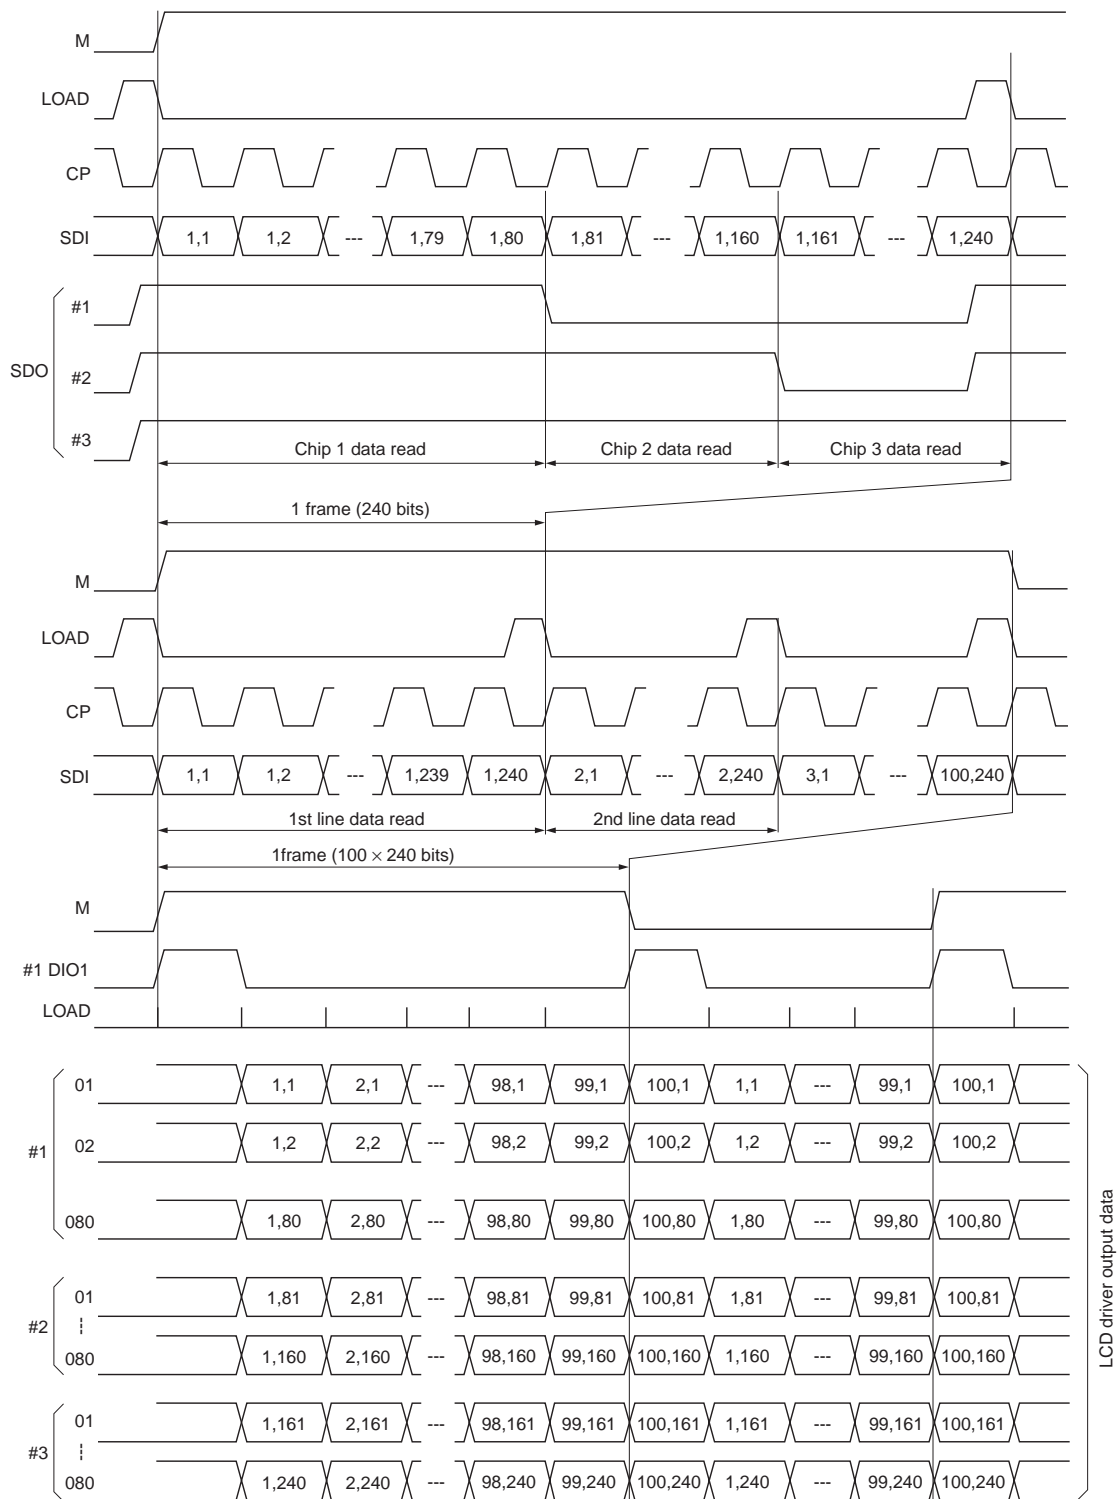 M
LOAD
CP
SDI 1,1 1,2 --- 1,79 1,80 1,81 --- 1,160 1,161 --- 1,240
#1
SDO #2
#3
Chip 1 data read Chip 2 data read Chip 3 data read
1 frame (240 bits)
M
LOAD
CP
SDI 1,1 1,2 --- 1,239 1,240 2,1 --- 2,240 3,1 --- 100,240
1st line data read 2nd line data read
1frame (100 × 240 bits)
M
#1 DIO1
LOAD
01 1,1 2,1 --- 98,1 99,1 100,1 1,1 --- 99,1 100,1
#1 02 1,2 2,2 --- 98,2 99,2 100,2 1,2 --- 99,2 100,2
080 1,80 2,80 --- 98,80 99,80 100,80 1,80 --- 99,80 100,80
01 1,81 2,81 --- 98,81 99,81 100,81 1,81 --- 99,81 100,81
#2
080 1,160 2,160 --- 98,160 99,160 100,160 1,160 --- 99,160 100,160
01 1,161 2,161 --- 98,161 99,161 100,161 1,161 --- 99,161 100,161
#3
080 1,240 2,240 --- 98,240 99,240 100,240 1,240 --- 99,240 100,240
LCD driver output data